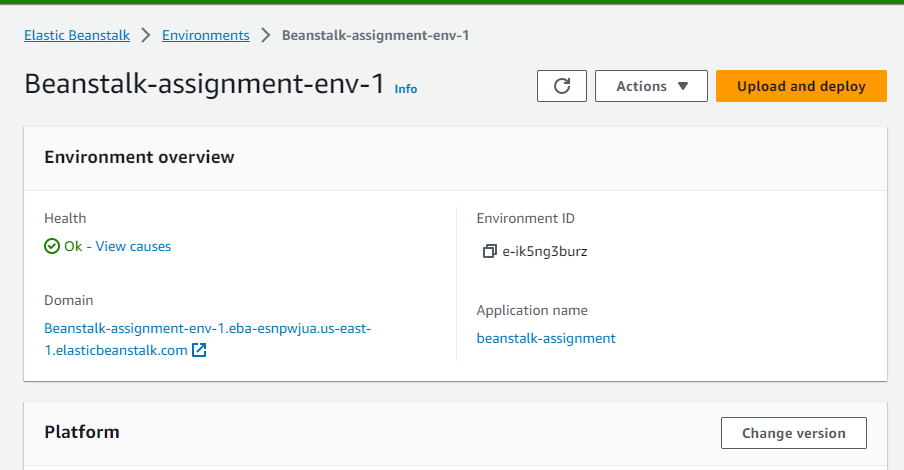 Elastic Beanstalk > Environments > Beanstalk-assignment-env-1
Beanstalk-assignment-env-1 Info
Actions ▼ Upload and deploy
Environment overview
Health
Ok - View causes
Domain
Beanstalk-assignment-env-1.eba-esnpwjua.us-east-
1.elasticbeanstalk.com
Environment ID
e-ik5ng3burz
Application name
beanstalk-assignment
Platform
Change version